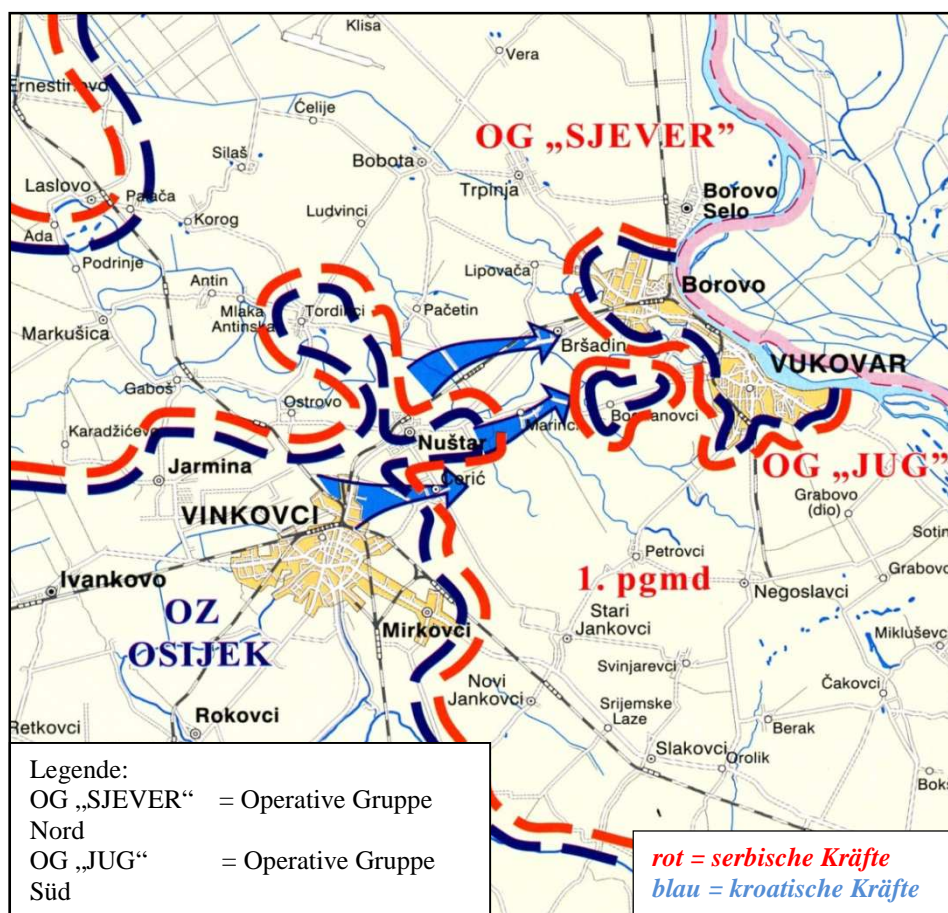 Klisa
Vera
Ernestinovo
Ćelije
OG „SJEVER”
Silaš
Bobota
Trplnja
Laslovo
Palača
Borovo
Selo
Ada
Korog
Ludvinci
Podrinje
Lipovača
Antin
Borovo
Mlaka
Antinska
Tordinci
Pačetin
Markušica
Bršadin
VUKOVAR
Gaboš
Ostrovo
Marinci
Bogdanovci
Karadžićevo
Nuštar
Jarmina
OG „JUG”
Cerić
Grabovo
(dio)
VINKOVCI
Sotin
Petrovci
Ivankovo
1. pgmd
Negoslavci
Grabovo
OZ
OSIJEK
Mirkovci
Stari
Jankovci
Mikluševc
Svinjarevci
Novi
Jankovci
Čakovci
Retkovci
Rokovci
Srijemske
Laze
Berak
Slakovci
Orolik
Boks
Legende:
OG „SJEVER“ = Operative Gruppe
Nord
OG „JUG“ = Operative Gruppe
Süd
rot = serbische Kräfte
blau = kroatische Kräfte